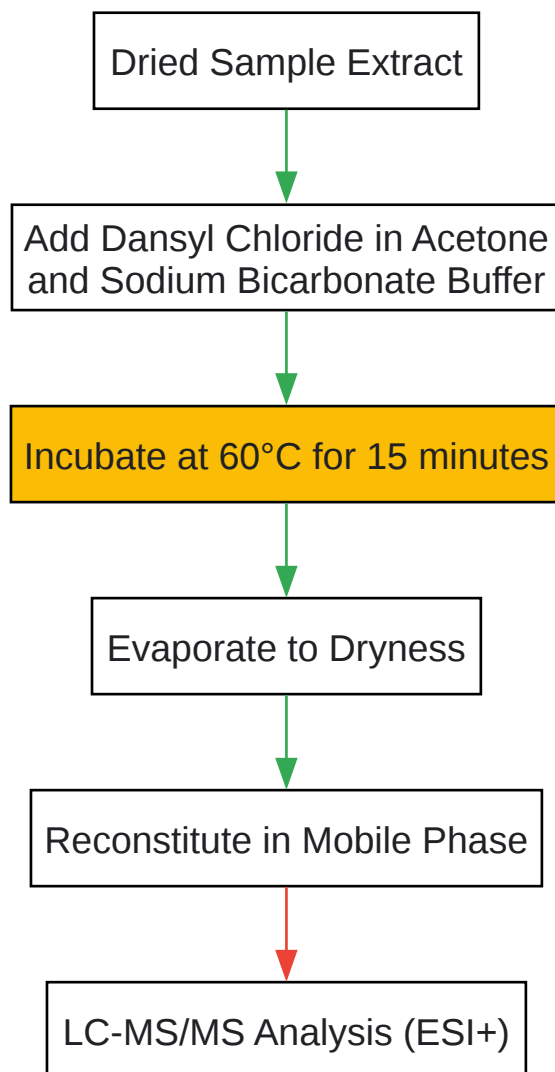 Dried Sample Extract
Add Dansyl Chloride in Acetone
and Sodium Bicarbonate Buffer
Incubate at 60°C for 15 minutes
Evaporate to Dryness
Reconstitute in Mobile Phase
LC-MS/MS Analysis (ESI+)